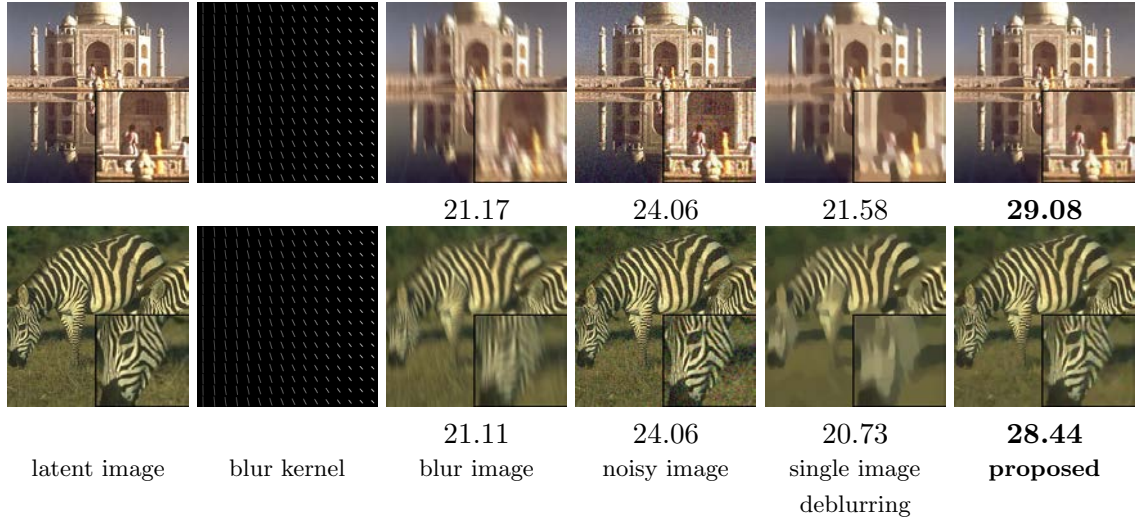 21.17 24.06 21.58 29.08
21.11 24.06 20.73 28.44
latent image blur kernel blur image noisy image single image deblurring proposed